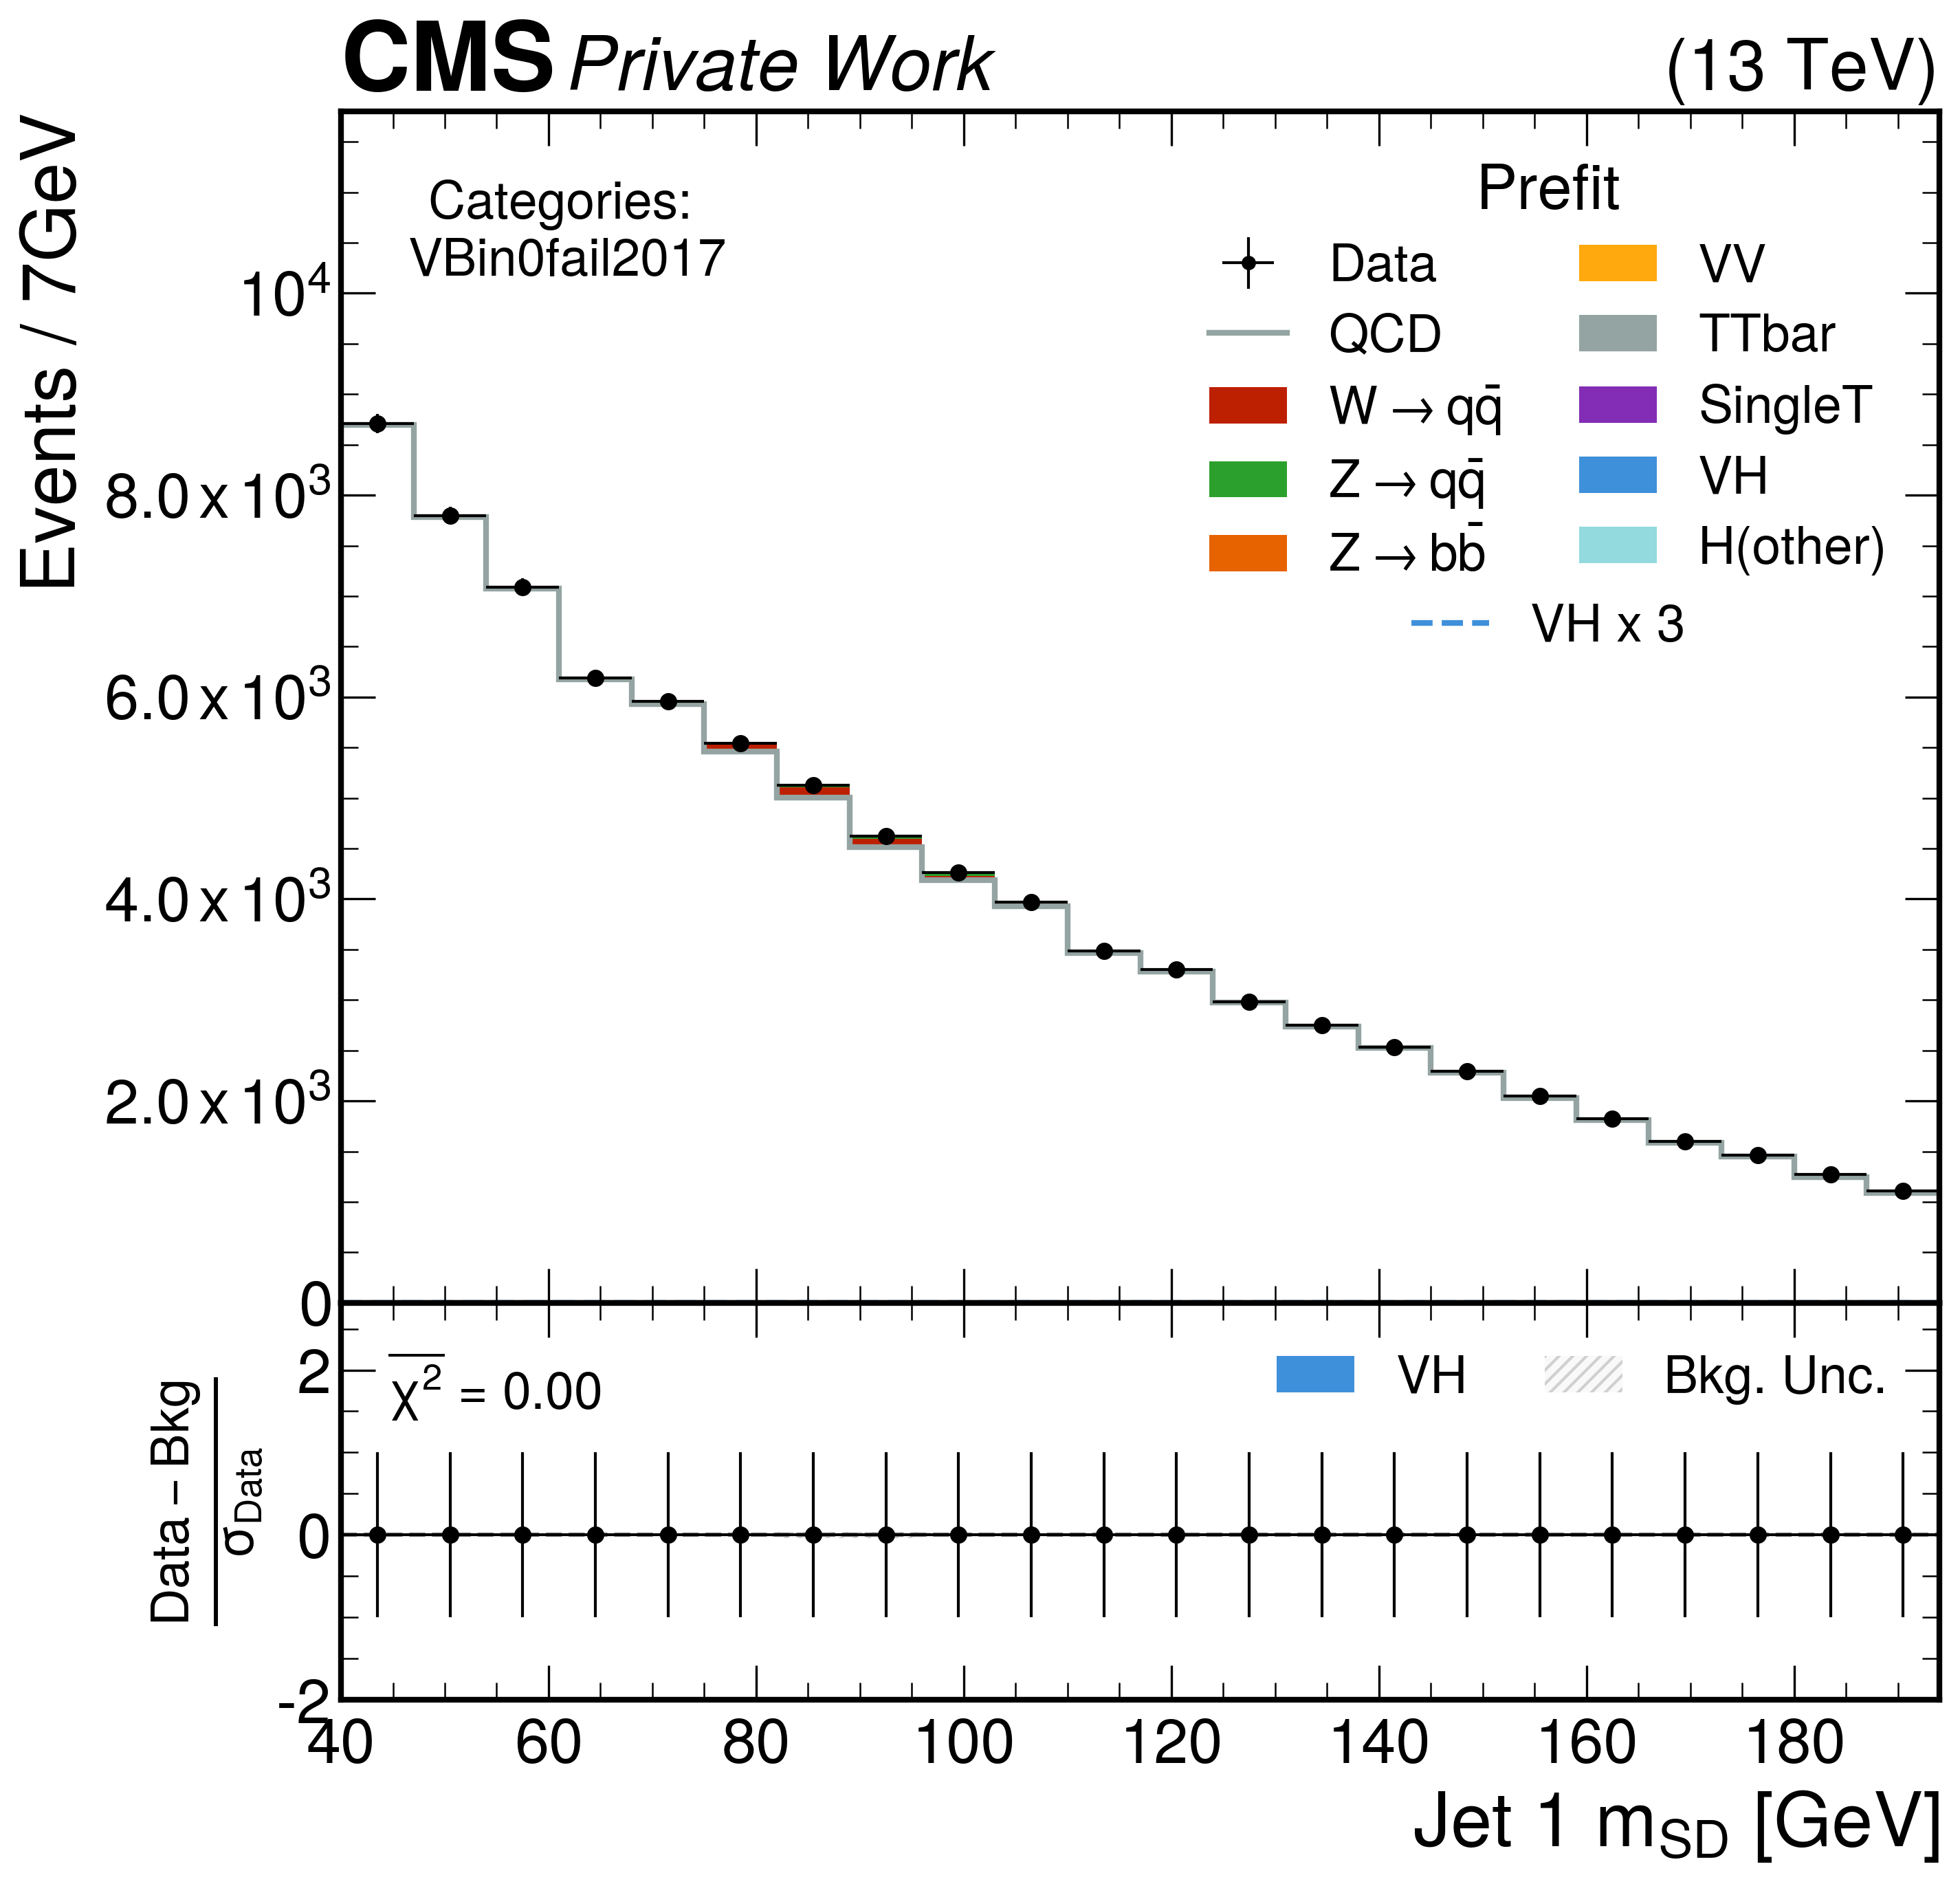 CMS Private Work (13 TeV)
Events / 7GeV
Categories:
VBin0fail2017
Prefit
Data
QCD
W → qq̄
Z → qq̄
Z → bb̄
VV
TTbar
SingleT
VH
H(other)
VH x 3
10⁴
8.0 x 10³
6.0 x 10³
4.0 x 10³
2.0 x 10³
0
Data − Bkg
σ_Data
χ² = 0.00
VH
Bkg. Unc.
2
0
-2
40 60 80 100 120 140 160 180
Jet 1 m_SD [GeV]